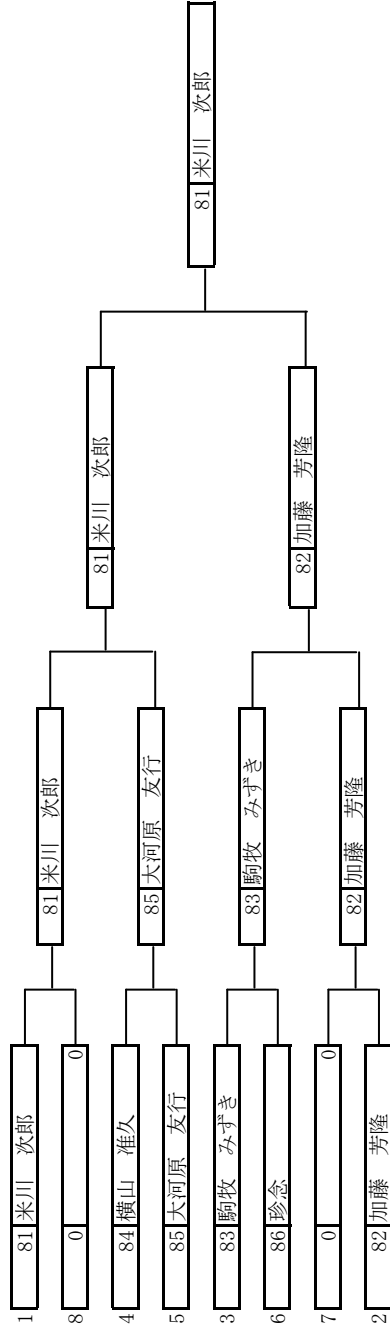 1 81 米川　次郎
8 0 0
4 84 横山　准久
5 85 大河原　友行
3 83 駒牧　みずき
6 86 珍念
7 0 0
2 82 加藤　芳隆
81 米川　次郎
85 大河原　友行
83 駒牧　みずき
82 加藤　芳隆
81 米川　次郎
82 加藤　芳隆
81 米川　次郎